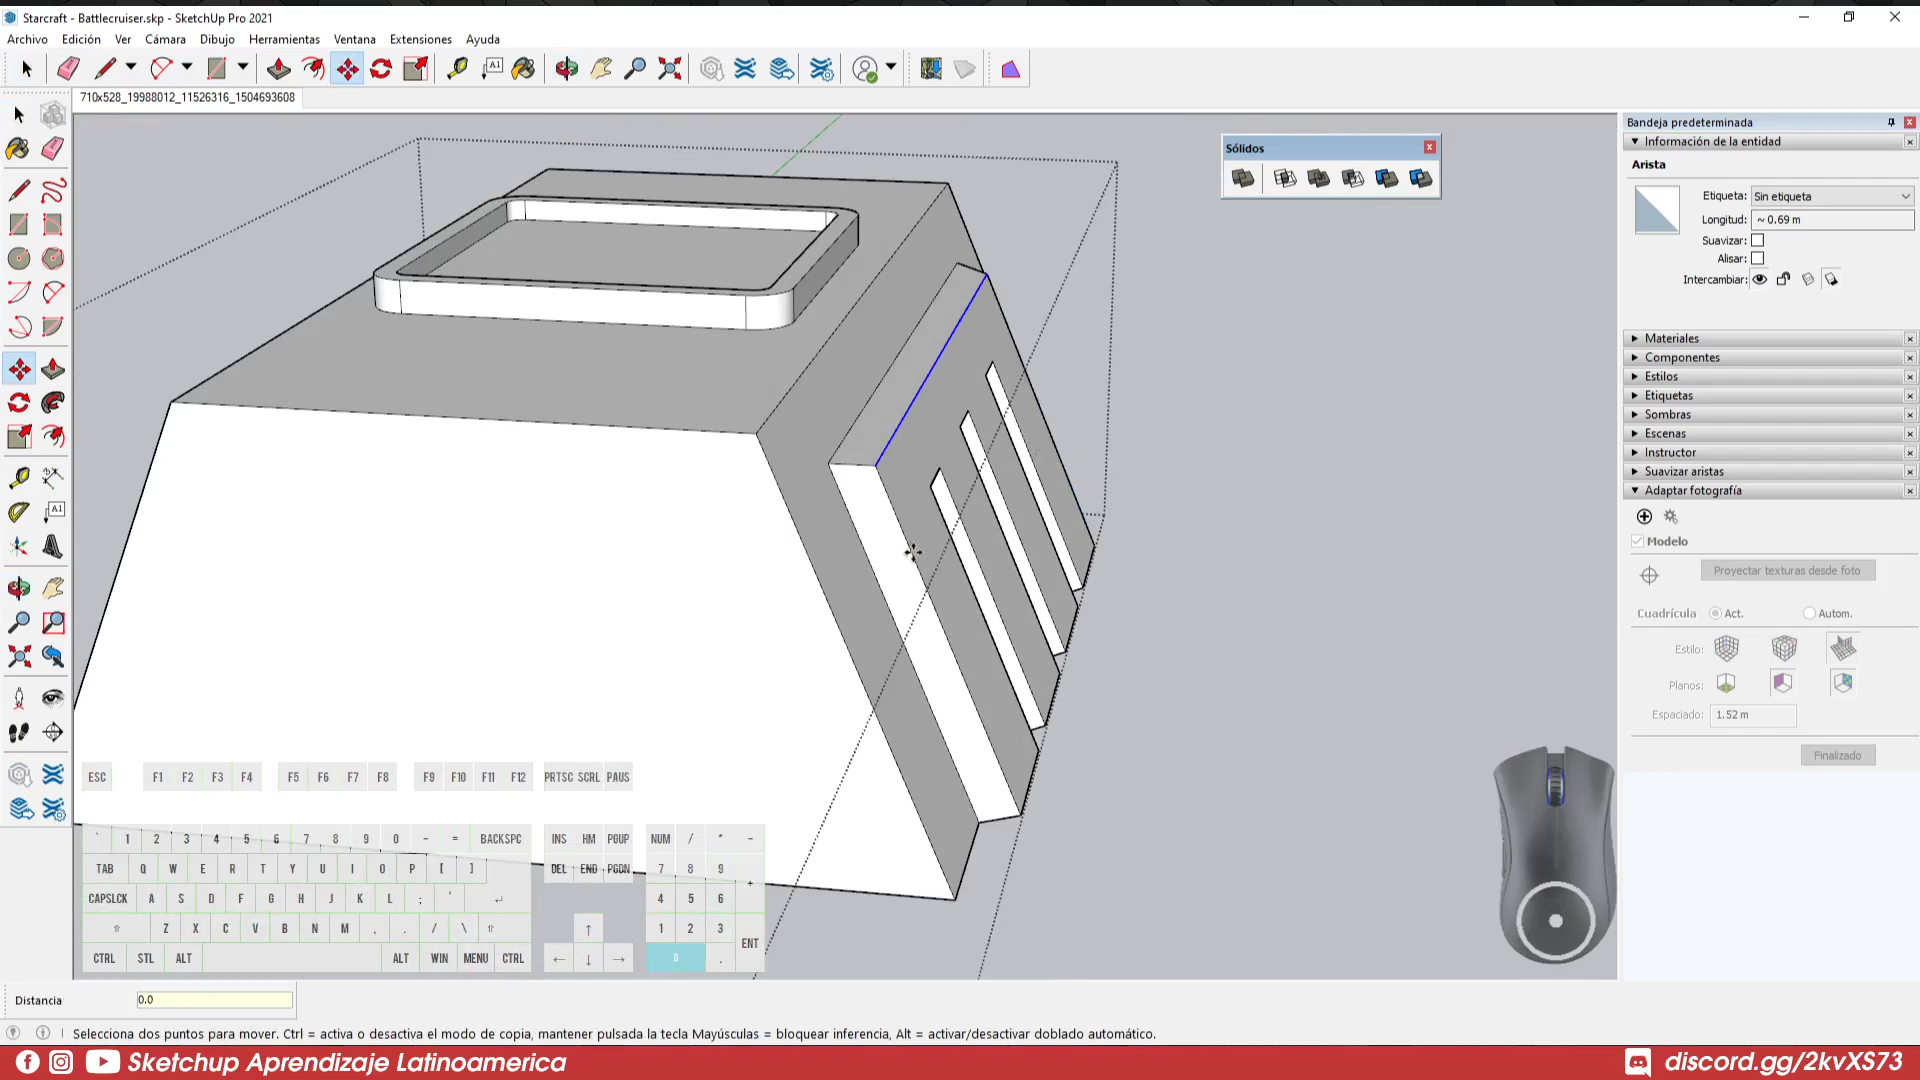 Starcraft - Battlecruiser.skp - SketchUp Pro 2021
Archivo Edición Ver Cámara Dibujo Herramientas Ventana Extensiones Ayuda
710x528_19988012_11526316_1504693608
Sólidos
Bandeja predeterminada
Información de la entidad
Arista
Etiqueta: Sin etiqueta
Longitud: ~ 0.69 m
Suavizar:
Alisar:
Intercambiar:
Materiales
Componentes
Estilos
Etiquetas
Sombras
Escenas
Instructor
Suavizar aristas
Adaptar fotografía
Modelo
Proyectar texturas desde foto
Cuadrícula Act. Autom.
Estilo:
Planos:
Espaciado: 1.52 m
Finalizado
A1
A1
ESC F1 F2 F3 F4 F5 F6 F7 F8 F9 F10 F11 F12 PRTSC SCRL PAUS
` 1 2 3 4 5 6 7 8 9 0 - = BACKSPC INS HM PGUP NUM / * -
TAB Q W E R T Y U I O P [ ] DEL END PGDN 7 8 9 +
CAPSLCK A S D F G H J K L ; ' ↵ 4 5 6
⇧ Z X C V B N M , . / \ ⇧ ↑ 1 2 3 ENT
CTRL STL ALT ALT WIN MENU CTRL ← ↓ → 0 .
Distancia 0.0
Selecciona dos puntos para mover. Ctrl = activa o desactiva el modo de copia, mantener pulsada la tecla Mayúsculas = bloquear inferencia, Alt = activar/desactivar doblado automático.
Sketchup Aprendizaje Latinoamerica
discord.gg/2kvXS73